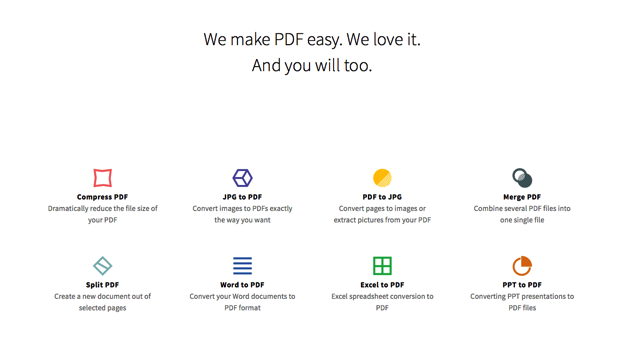 We make PDF easy. We love it.
And you will too.
Compress PDF
Dramatically reduce the file size of
your PDF
JPG to PDF
Convert images to PDFs exactly
the way you want
PDF to JPG
Convert pages to images or
extract pictures from your PDF
Merge PDF
Combine several PDF files into
one single file
Split PDF
Create a new document out of
selected pages
Word to PDF
Convert your Word documents to
PDF format
Excel to PDF
Excel spreadsheet conversion to
PDF
PPT to PDF
Converting PPT presentations to
PDF files